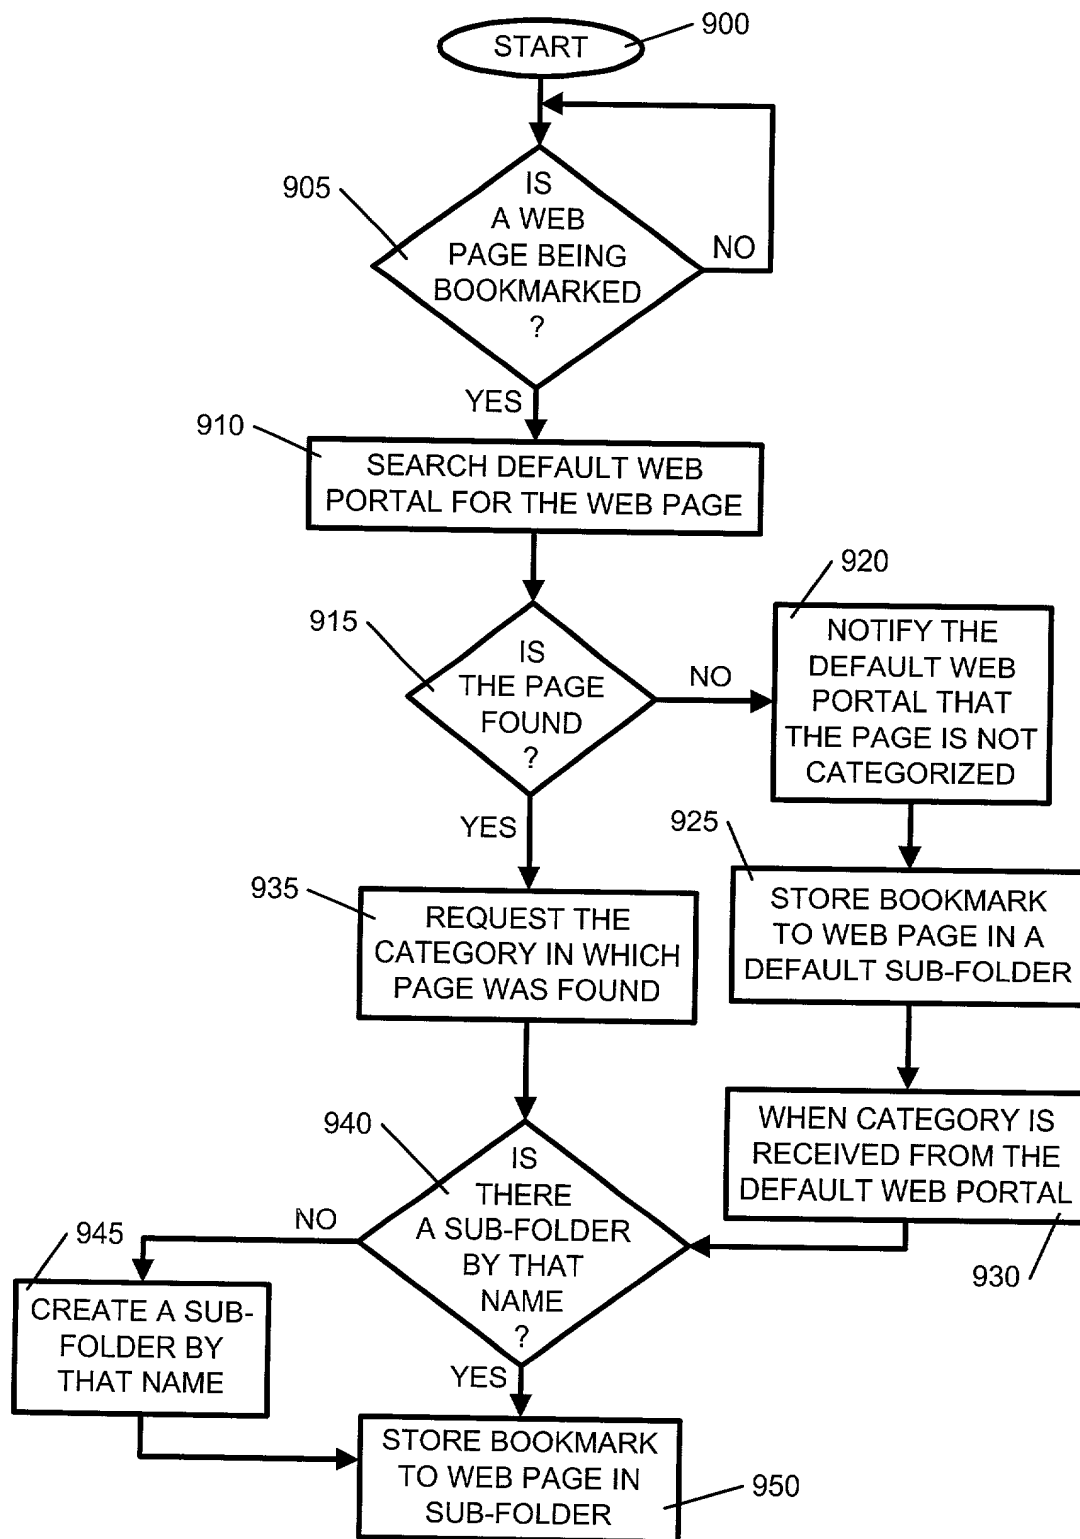 START
900
905
IS
A WEB
PAGE BEING
BOOKMARKED
?
NO
YES
910
SEARCH DEFAULT WEB
PORTAL FOR THE WEB PAGE
915
IS
THE PAGE
FOUND
?
NO
920
NOTIFY THE
DEFAULT WEB
PORTAL THAT
THE PAGE IS NOT
CATEGORIZED
YES
925
STORE BOOKMARK
TO WEB PAGE IN A
DEFAULT SUB-FOLDER
935
REQUEST THE
CATEGORY IN WHICH
PAGE WAS FOUND
WHEN CATEGORY IS
RECEIVED FROM THE
DEFAULT WEB PORTAL
930
940
IS
THERE
A SUB-FOLDER
BY THAT
NAME
?
NO
945
CREATE A SUB-
FOLDER BY
THAT NAME
YES
STORE BOOKMARK
TO WEB PAGE IN
SUB-FOLDER
950